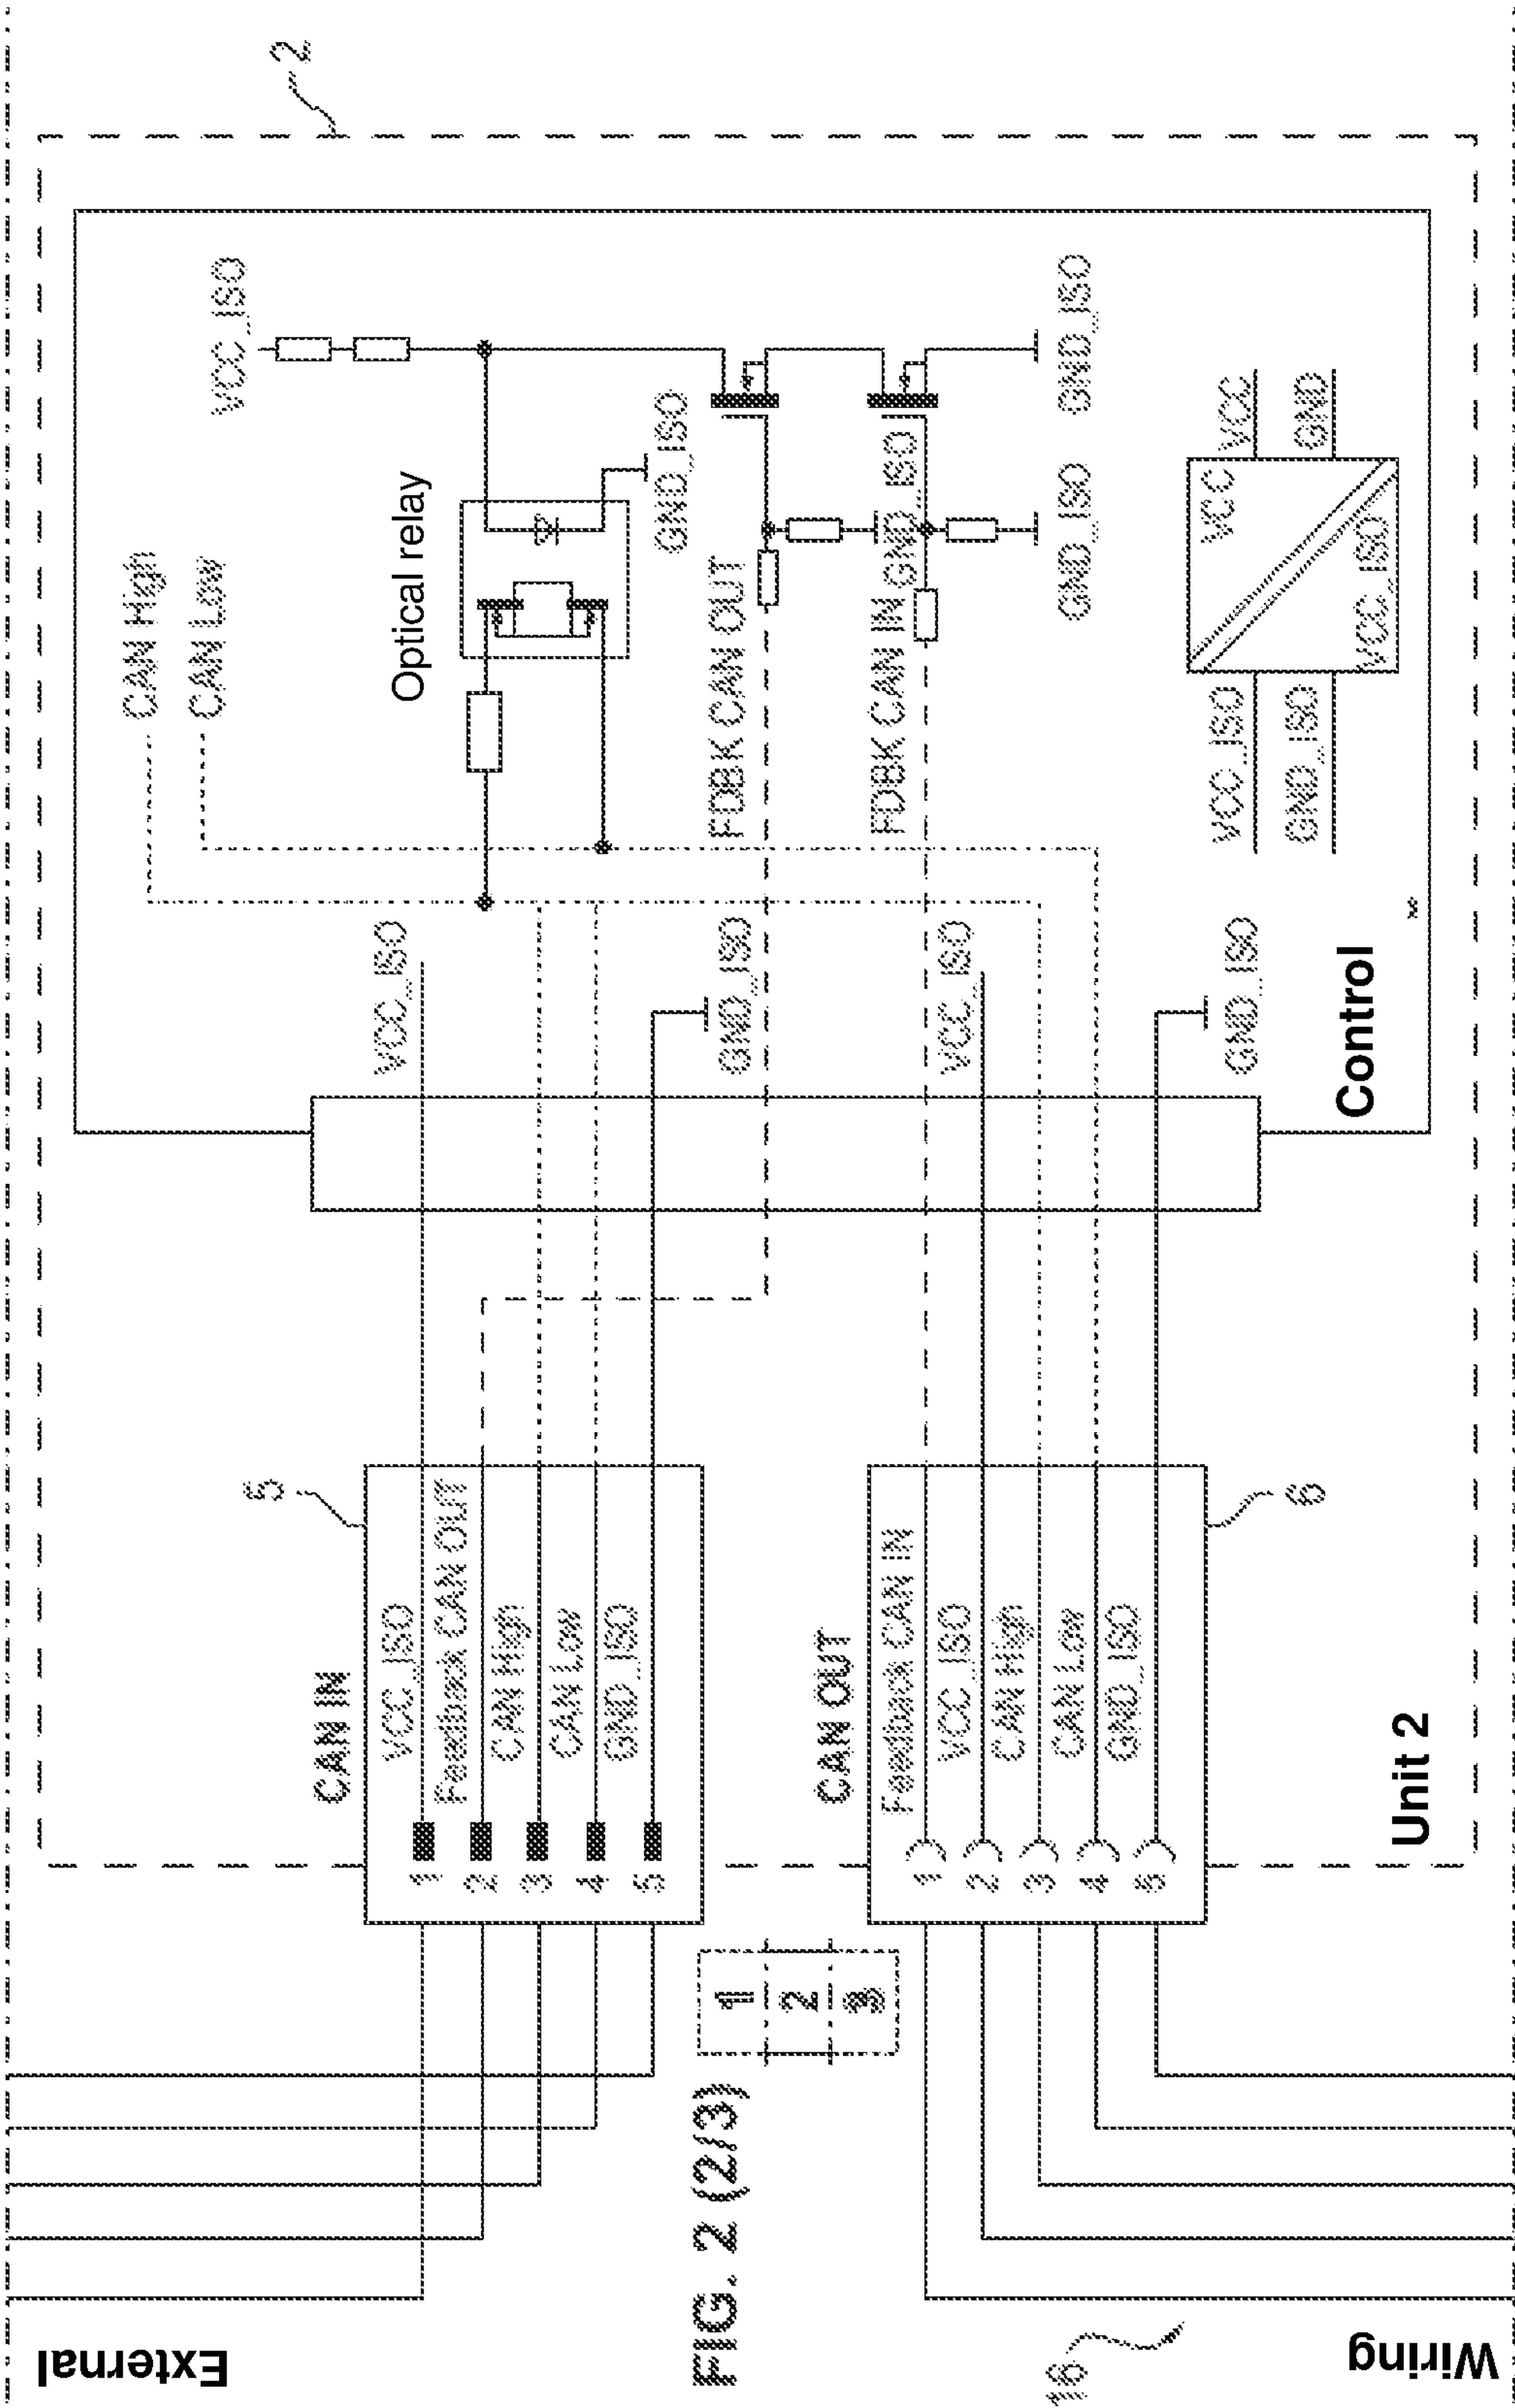 2
CAN High
CAN Low
VCC_ISO
Optical relay
GND_ISO
FDBK CAN OUT
GND_ISO
FDBK CAN IN
GND_ISO
GND_ISO
VCC_ISO
GND_ISO
VCC
VCC_ISO
VCC
GND
VCC_ISO
GND_ISO
VCC_ISO
GND_ISO
Control
5
CAN IN
1 VCC_ISO
2 Feedback CAN OUT
3 CAN High
4 CAN Low
5 GND_ISO
CAN OUT
1 Feedback CAN IN
2 VCC_ISO
3 CAN High
4 CAN Low
5 GND_ISO
6
Unit 2
1
2
3
FIG. 2 (2/3)
External
16
Wiring